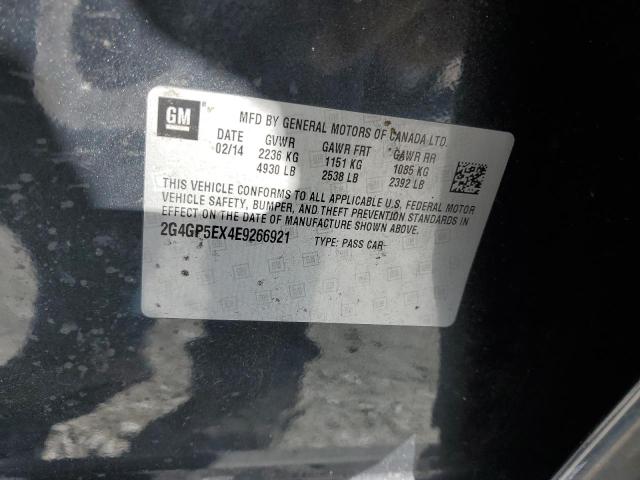 GM
MFD BY GENERAL MOTORS OF CANADA LTD.
DATE GVWR GAWR FRT GAWR RR
02/14 2236 KG 1151 KG 1085 KG
4930 LB 2538 LB 2392 LB
THIS VEHICLE CONFORMS TO ALL APPLICABLE U.S. FEDERAL MOTOR
VEHICLE SAFETY, BUMPER, AND THEFT PREVENTION STANDARDS IN
EFFECT ON THE DATE OF MANUFACTURE SHOWN ABOVE.
2G4GP5EX4E9266921 TYPE: PASS CAR